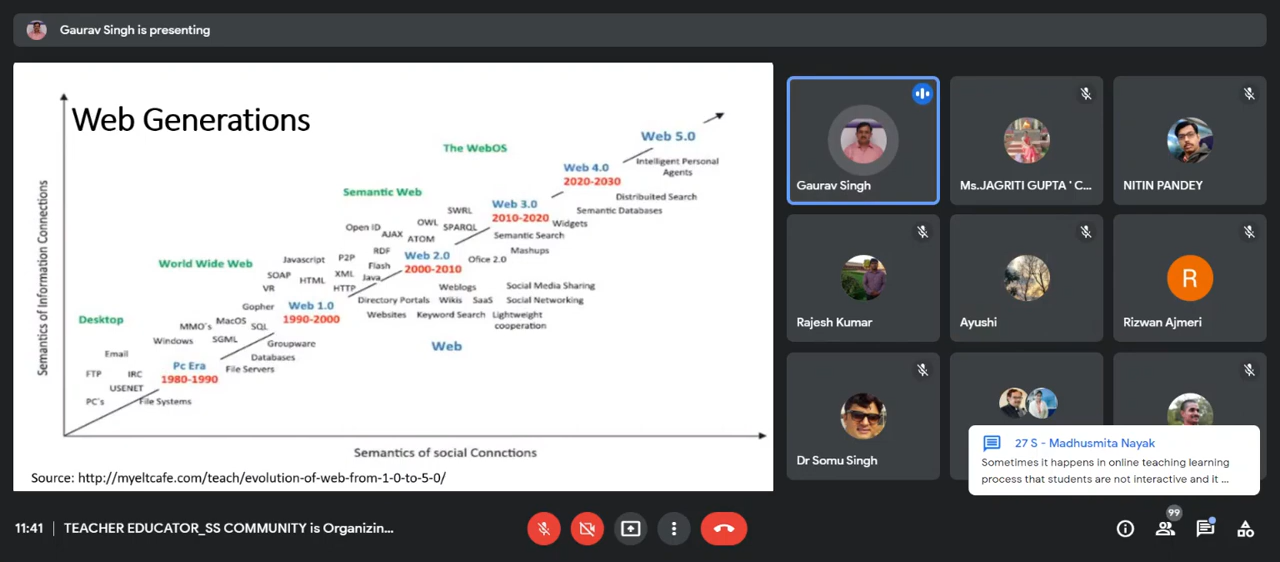 Gaurav Singh is presenting
Web Generations
Web 5.0
The WebOS
Intelligent Personal
Agents
Web 4.0
2020-2030
Semantic Web
Distribuited Search
Web 3.0
2010-2020
Semantic Databases
SWRL
OWL
SPARQL
Widgets
Open ID
AJAX
ATOM
Semantic Search
Mashups
RDF
Web 2.0
2000-2010
Ofice 2.0
World Wide Web
Javascript
P2P
Flash
SOAP
HTML
XML
Java
VR
HTTP
Weblogs
Social Media Sharing
Directory Portals
Wikis
SaaS
Social Networking
Gopher
Web 1.0
1990-2000
Websites
Keyword Search
Lightweight
cooperation
Desktop
MMO's
MacOS
SQL
Windows
SGML
Groupware
Web
Email
Databases
Pc Era
1980-1990
File Servers
FTP
IRC
USENET
PC's
File Systems
Semantics of Information Connections
Semantics of social Connctions
Source: http://myeltcafe.com/teach/evolution-of-web-from-1-0-to-5-0/
Gaurav Singh
Ms.JAGRITI GUPTA ' C...
NITIN PANDEY
Rajesh Kumar
Ayushi
R
Rizwan Ajmeri
Dr Somu Singh
27 S - Madhusmita Nayak
Sometimes it happens in online teaching learning
process that students are not interactive and it ...
11:41 | TEACHER EDUCATOR_SS COMMUNITY is Organizin...
99